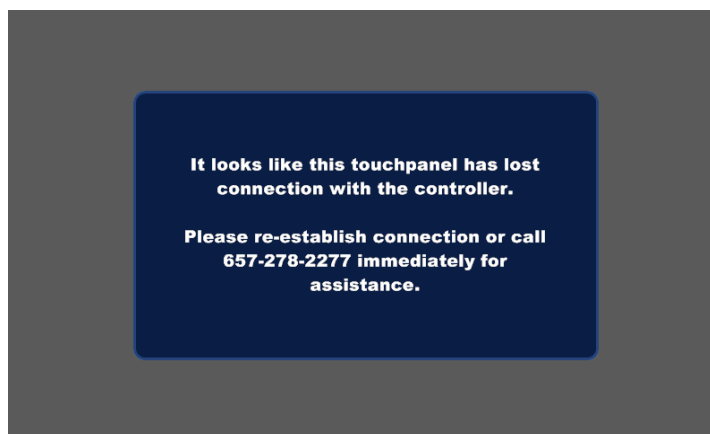 It looks like this touchpanel has lost
connection with the controller.
Please re-establish connection or call
657-278-2277 immediately for
assistance.